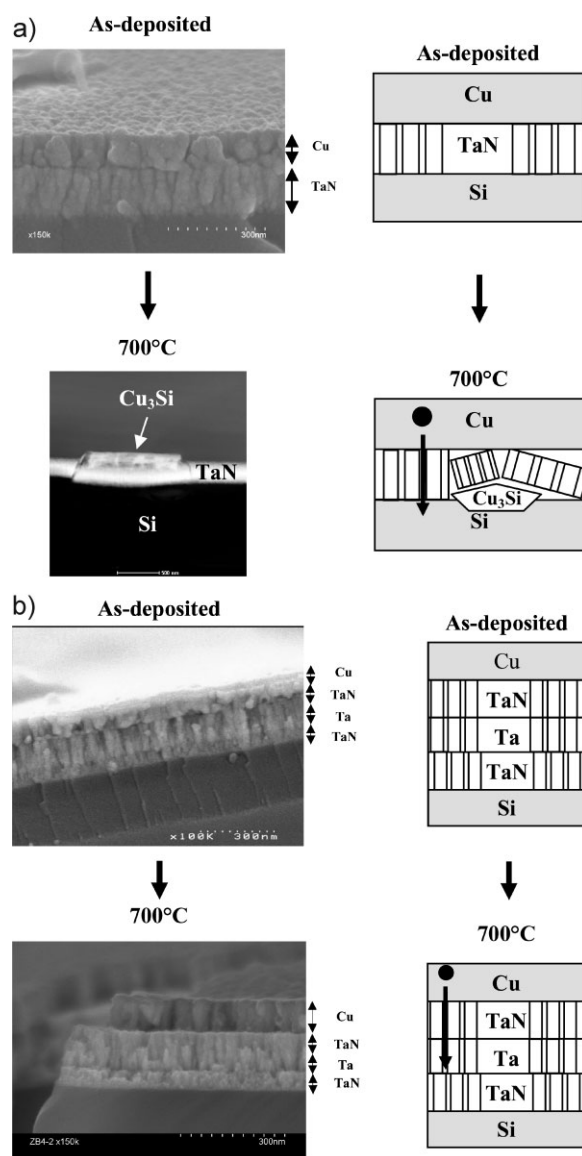 a)
As-deposited
Cu
TaN
x150k
300nm
As-deposited
Cu
TaN
Si
700°C
Cu₃Si
TaN
Si
500 nm
700°C
Cu
Cu₃Si
Si
b)
As-deposited
Cu
TaN
Ta
TaN
x100K 300nm
As-deposited
Cu
TaN
Ta
TaN
Si
700°C
Cu
TaN
Ta
TaN
ZB4-2 x150k
300nm
700°C
Cu
TaN
Ta
TaN
Si